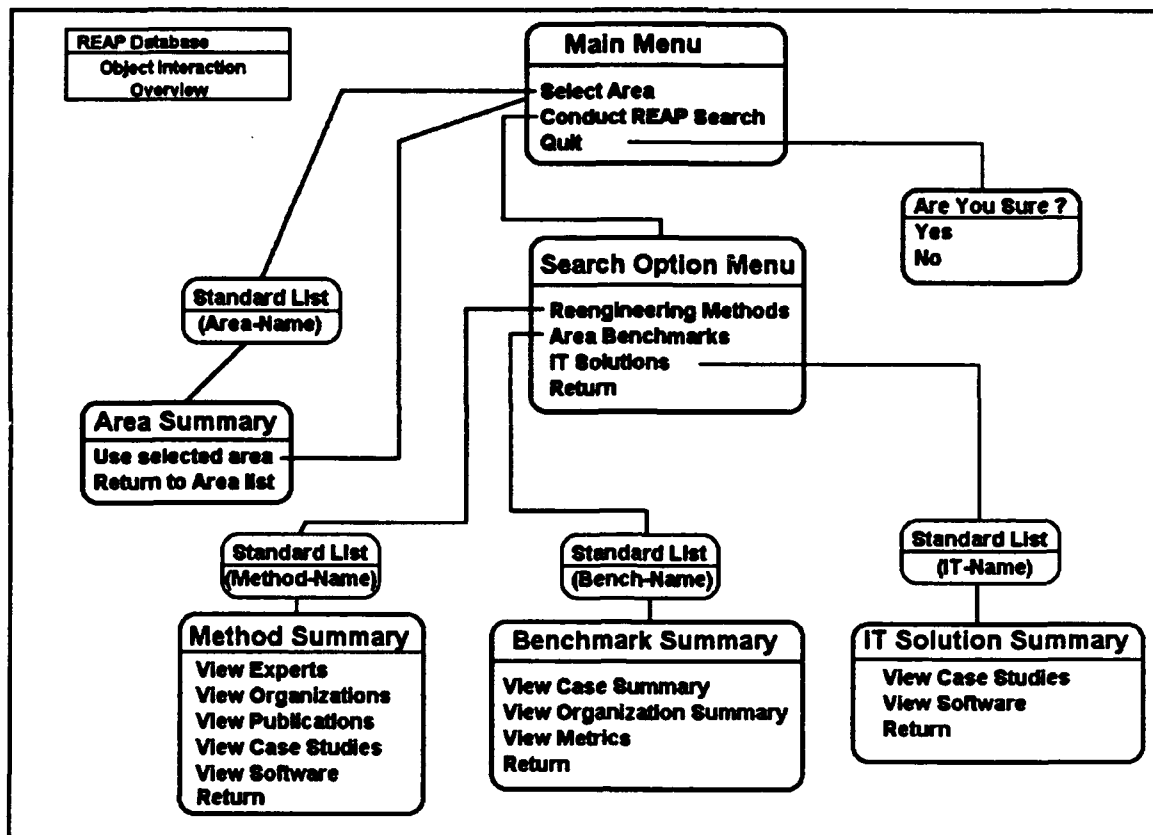 REAP Database
Object Interaction
Overview
Main Menu
Select Area
Conduct REAP Search
Quit
Are You Sure ?
Yes
No
Search Option Menu
Reengineering Methods
Area Benchmarks
IT Solutions
Return
Standard List
(Area-Name)
Area Summary
Use selected area
Return to Area list
Standard List
(Method-Name)
Standard List
(Bench-Name)
Standard List
(IT-Name)
Method Summary
View Experts
View Organizations
View Publications
View Case Studies
View Software
Return
Benchmark Summary
View Case Summary
View Organization Summary
View Metrics
Return
IT Solution Summary
View Case Studies
View Software
Return